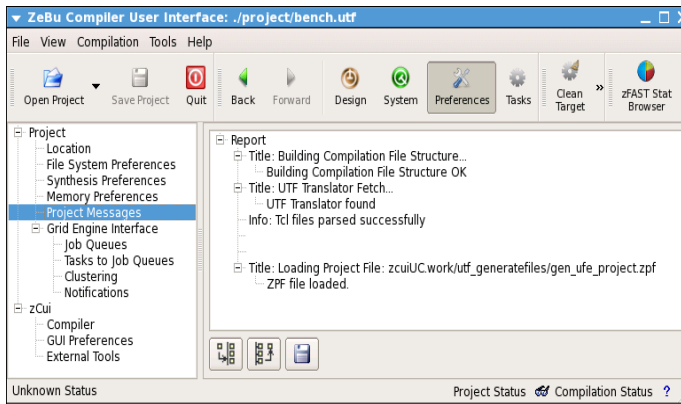 ZeBu Compiler User Interface: ./project/bench.utf
File View Compilation Tools Help
Open Project
Save Project
Quit
Back
Forward
Design
System
Preferences
Tasks
Clean
Target
»
zFAST Stat
Browser
Project
Location
File System Preferences
Synthesis Preferences
Memory Preferences
Project Messages
Grid Engine Interface
Job Queues
Tasks to Job Queues
Clustering
Notifications
zCui
Compiler
GUI Preferences
External Tools
Report
Title: Building Compilation File Structure...
Building Compilation File Structure OK
Title: UTF Translator Fetch...
UTF Translator found
Info: Tcl files parsed successfully
Title: Loading Project File: zcuiUC.work/utf_generatefiles/gen_ufe_project.zpf
ZPF file loaded.
Unknown Status
Project Status Compilation Status ?